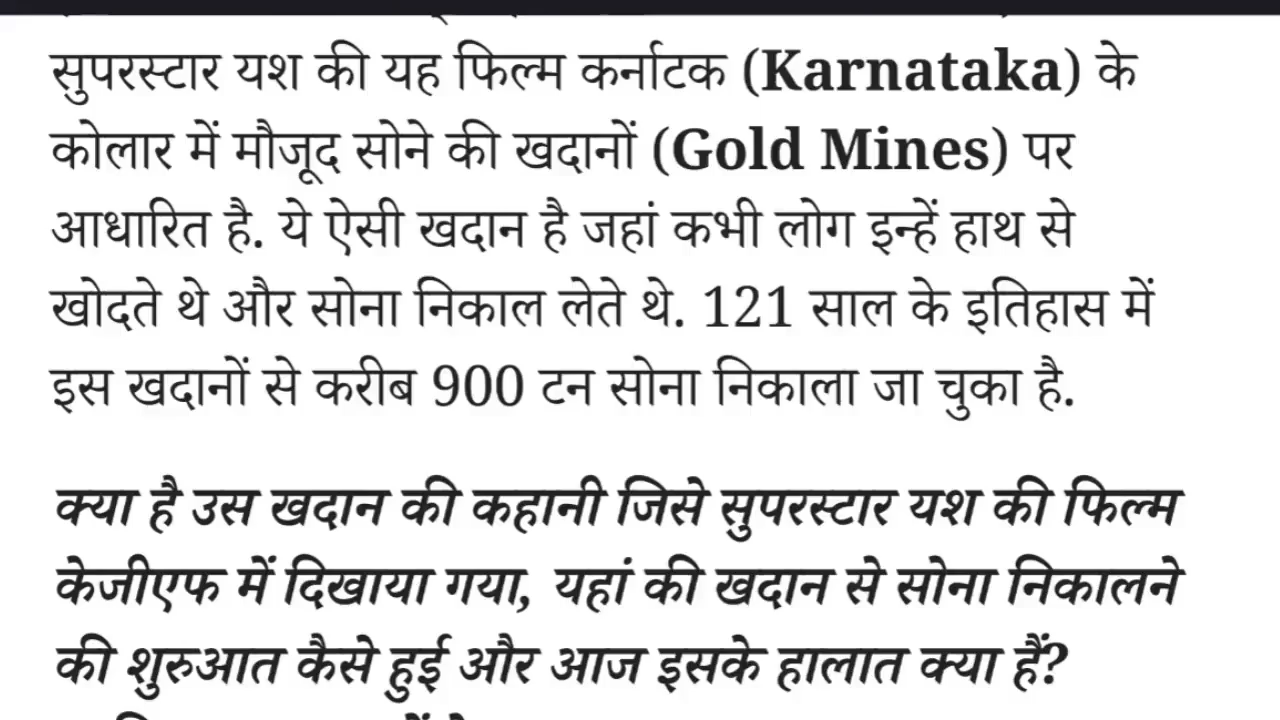 सुपरस्टार यश की यह फिल्म कर्नाटक (Karnataka) के
कोलार में मौजूद सोने की खदानों (Gold Mines) पर
आधारित है. ये ऐसी खदान है जहां कभी लोग इन्हें हाथ से
खोदते थे और सोना निकाल लेते थे. 121 साल के इतिहास में
इस खदानों से करीब 900 टन सोना निकाला जा चुका है.
क्या है उस खदान की कहानी जिसे सुपरस्टार यश की फिल्म
केजीएफ में दिखाया गया, यहां की खदान से सोना निकालने
की शुरुआत कैसे हुई और आज इसके हालात क्या हैं?